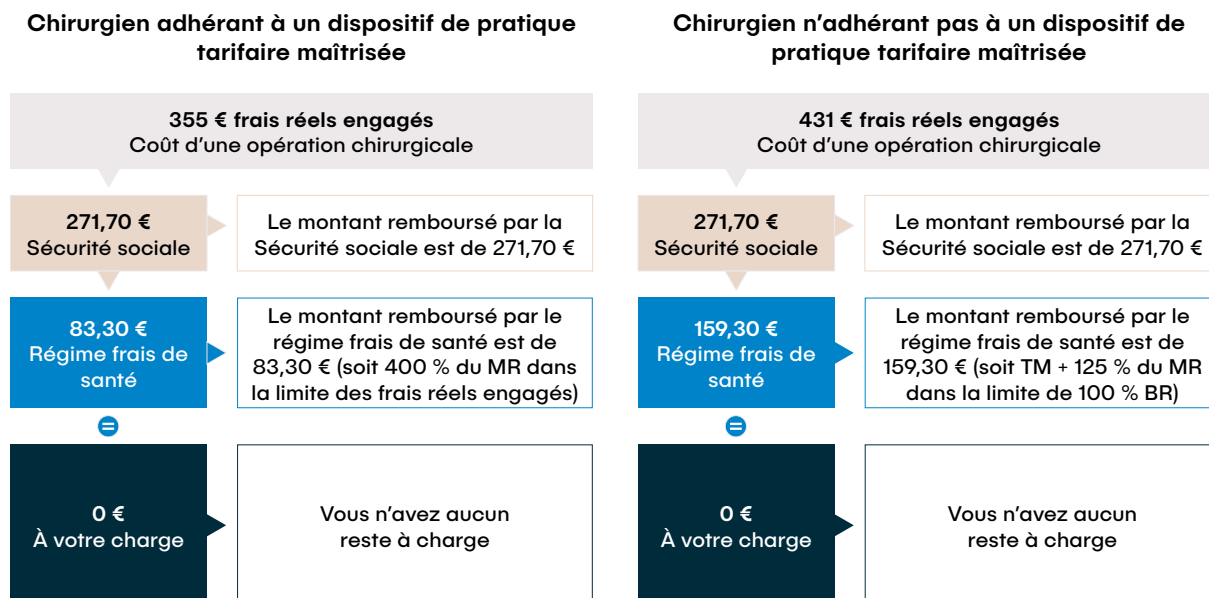 Chirurgien adhérant à un dispositif de pratique
tarifaire maîtrisée
355 € frais réels engagés
Coût d'une opération chirurgicale
271,70 €
Sécurité sociale
Le montant remboursé par la
Sécurité sociale est de 271,70 €
83,30 €
Régime frais de
santé
Le montant remboursé par le
régime frais de santé est de
83,30 € (soit 400 % du MR dans
la limite des frais réels engagés)
=
0 €
À votre charge
Vous n'avez aucun
reste à charge
Chirurgien n'adhérant pas à un dispositif de
pratique tarifaire maîtrisée
431 € frais réels engagés
Coût d'une opération chirurgicale
271,70 €
Sécurité sociale
Le montant remboursé par la
Sécurité sociale est de 271,70 €
159,30 €
Régime frais de
santé
Le montant remboursé par le
régime frais de santé est de
159,30 € (soit TM + 125 % du MR
dans la limite de 100 % BR)
=
0 €
À votre charge
Vous n'avez aucun
reste à charge